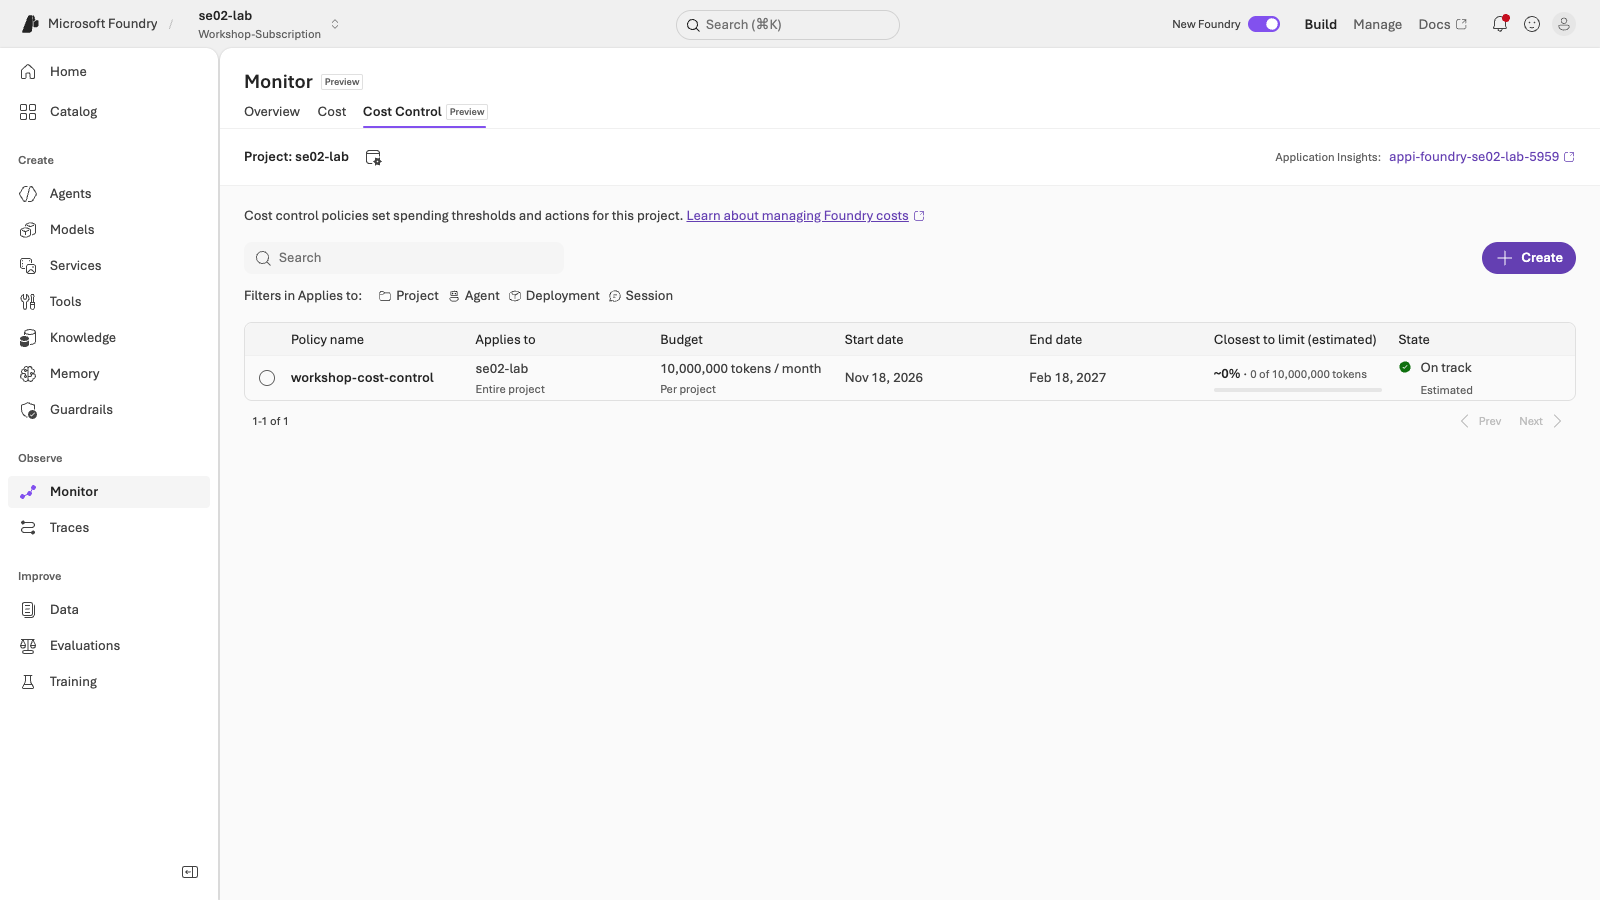 Microsoft Foundry / se02-lab Workshop-Subscription
Search (⌘K)
New Foundry Build Manage Docs
Home
Catalog
Create
Agents
Models
Services
Tools
Knowledge
Memory
Guardrails
Observe
Monitor
Traces
Improve
Data
Evaluations
Training
Monitor Preview
Overview Cost Cost Control Preview
Project: se02-lab
Application Insights: appi-foundry-se02-lab-5959
Cost control policies set spending thresholds and actions for this project. Learn about managing Foundry costs
Search
Create
Filters in Applies to: Project Agent Deployment Session
Policy name Applies to Budget Start date End date Closest to limit (estimated) State
workshop-cost-control se02-lab 10,000,000 tokens / month Nov 18, 2026 Feb 18, 2027 ~0% · 0 of 10,000,000 tokens On track
Entire project Per project Estimated
1-1 of 1
Prev Next